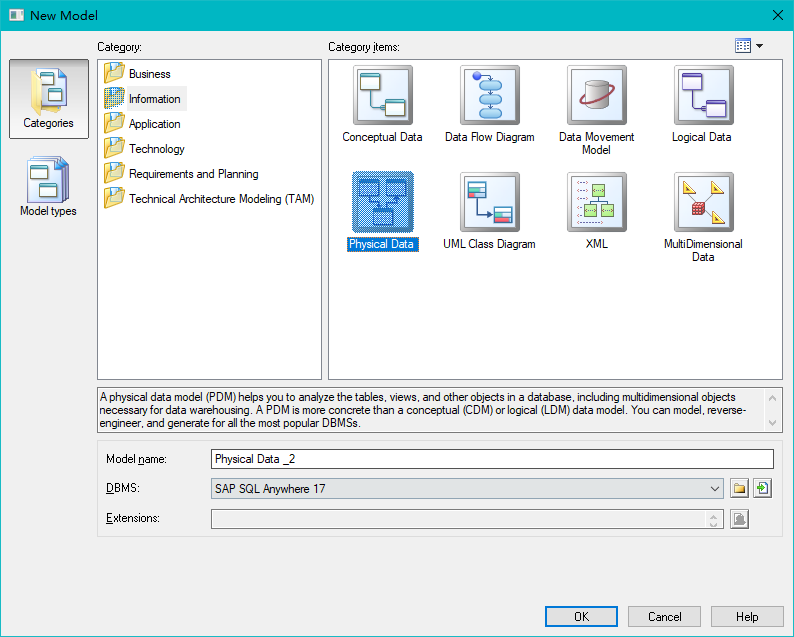 New Model
Category:
Category items:
Categories
Model types
Business
Information
Application
Technology
Requirements and Planning
Technical Architecture Modeling (TAM)
Conceptual Data
Data Flow Diagram
Data Movement
Model
Logical Data
Physical Data
UML Class Diagram
XML
MultiDimensional
Data
A physical data model (PDM) helps you to analyze the tables, views, and other objects in a database, including multidimensional objects
necessary for data warehousing. A PDM is more concrete than a conceptual (CDM) or logical (LDM) data model. You can model, reverse-
engineer, and generate for all the most popular DBMSs.
Model name:
Physical Data _2
DBMS:
SAP SQL Anywhere 17
Extensions:
OK
Cancel
Help